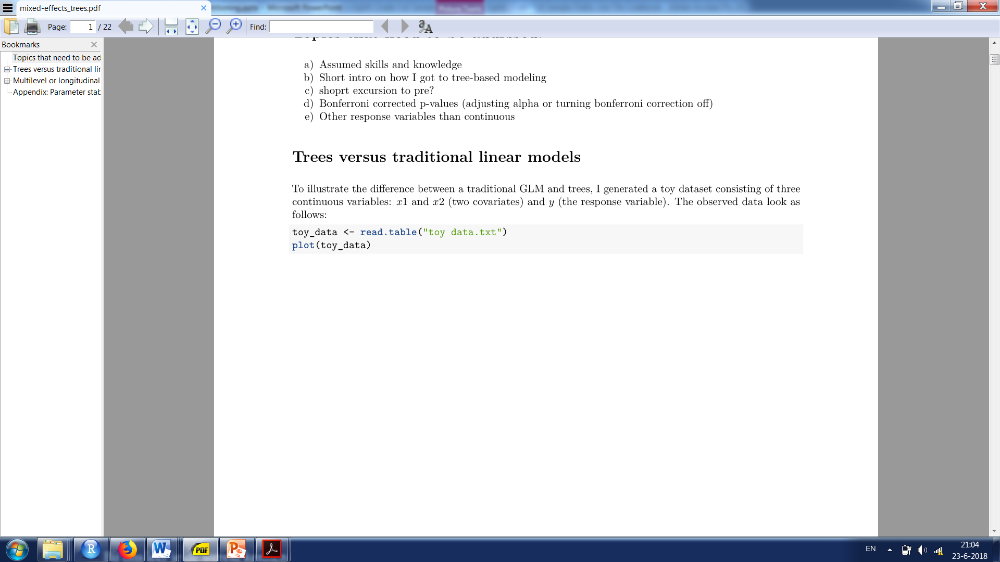 mixed-effects_trees.pdf
Page: 1 / 22
Find:
Bookmarks
Topics that need to be ad
Trees versus traditional lir
Multilevel or longitudinal
Appendix: Parameter stab
a) Assumed skills and knowledge
b) Short intro on how I got to tree-based modeling
c) shoprt excursion to pre?
d) Bonferroni corrected p-values (adjusting alpha or turning bonferroni correction off)
e) Other response variables than continuous
Trees versus traditional linear models
To illustrate the difference between a traditional GLM and trees, I generated a toy dataset consisting of three
continuous variables: x1 and x2 (two covariates) and y (the response variable). The observed data look as
follows:
toy_data <- read.table("toy data.txt")
plot(toy_data)
PDF
EN
21:04
23-6-2018